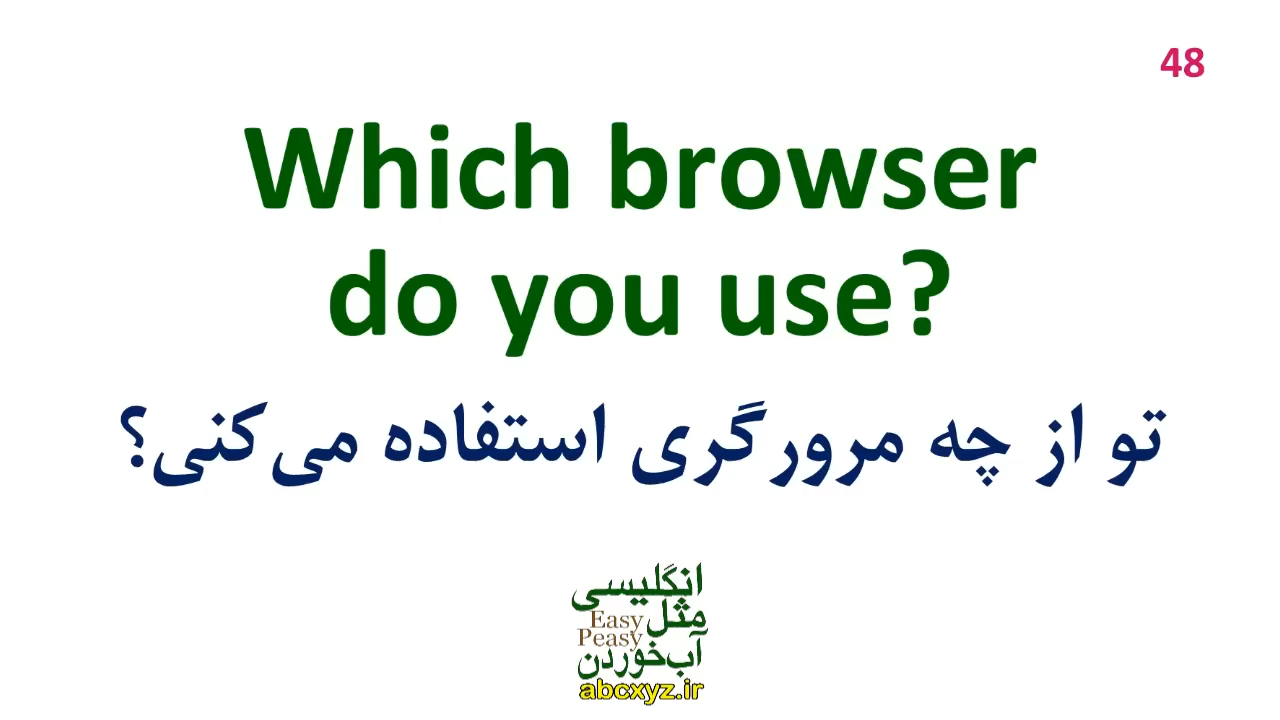 48
Which browser
do you use?
تو از چه مرورگری استفاده می‌کنی؟
انگلیسی
مثل
Easy
Peasy
آب‌خوردن
abcxyz.ir